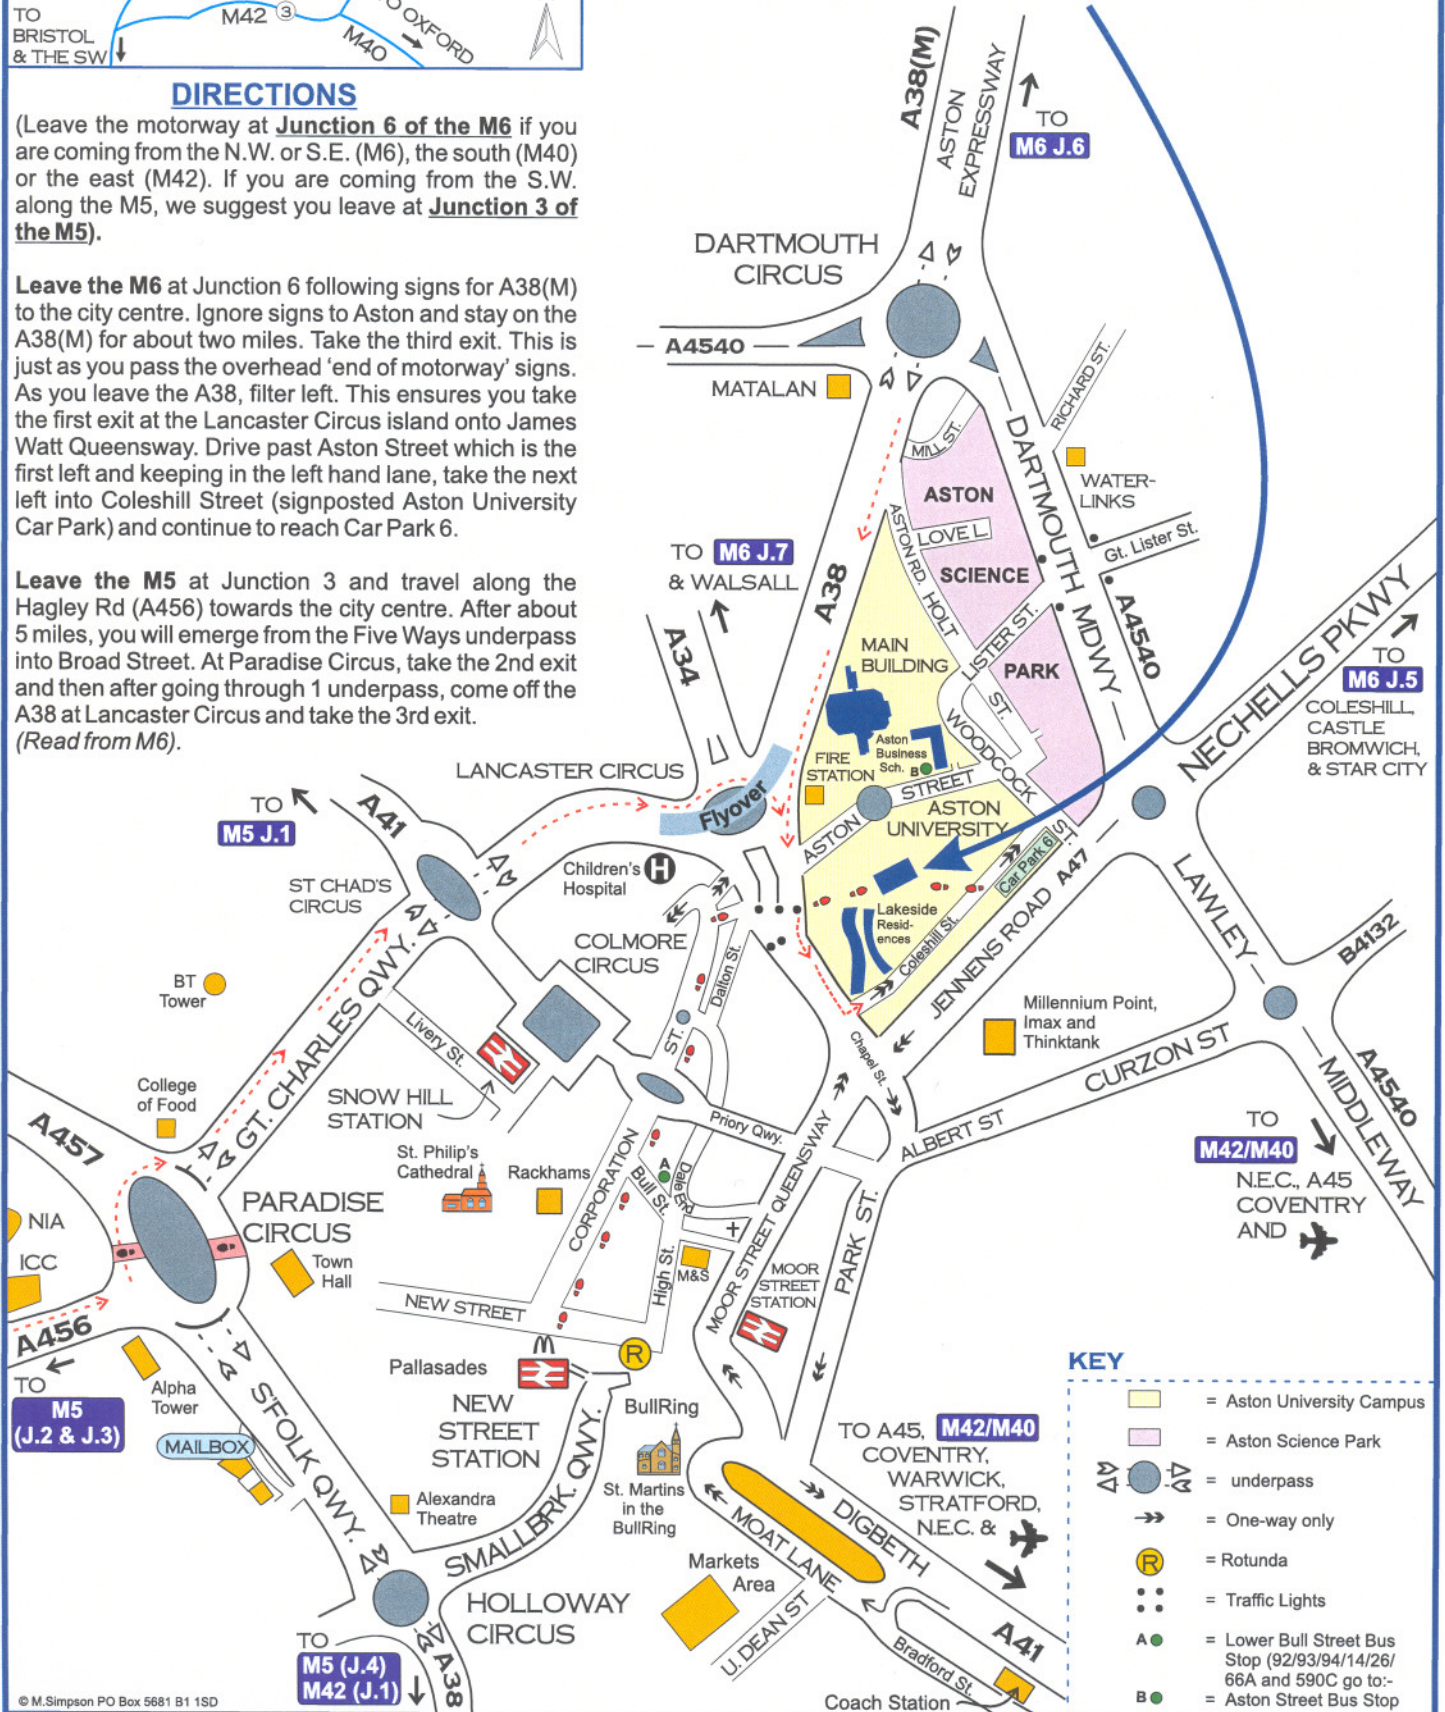 TO
BRISTOL
& THE SW
M42 3
M40
TO OXFORD
DIRECTIONS
(Leave the motorway at Junction 6 of the M6 if you
are coming from the N.W. or S.E. (M6), the south (M40)
or the east (M42). If you are coming from the S.W.
along the M5, we suggest you leave at Junction 3 of
the M5).
Leave the M6 at Junction 6 following signs for A38(M)
to the city centre. Ignore signs to Aston and stay on the
A38(M) for about two miles. Take the third exit. This is
just as you pass the overhead 'end of motorway' signs.
As you leave the A38, filter left. This ensures you take
the first exit at the Lancaster Circus island onto James
Watt Queensway. Drive past Aston Street which is the
first left and keeping in the left hand lane, take the next
left into Coleshill Street (signposted Aston University
Car Park) and continue to reach Car Park 6.
Leave the M5 at Junction 3 and travel along the
Hagley Rd (A456) towards the city centre. After about
5 miles, you will emerge from the Five Ways underpass
into Broad Street. At Paradise Circus, take the 2nd exit
and then after going through 1 underpass, come off the
A38 at Lancaster Circus and take the 3rd exit.
(Read from M6).
A38(M)
ASTON
EXPRESSWAY
TO
M6 J.6
DARTMOUTH
CIRCUS
A4540
MATALAN
RICHARD ST.
MILL ST.
DARTMOUTH MDWY
WATER-
LINKS
ASTON
LOVE L.
SCIENCE
PARK
ASTON RD.
HOLT
ST.
Gt. Lister St.
LISTER ST.
A4540
TO M6 J.7
& WALSALL
A38
A34
NECHELLS PKWY
TO
M6 J.5
COLESHILL,
CASTLE
BROMWICH,
& STAR CITY
MAIN
BUILDING
Aston
Business
Sch.
B
WOODCOCK
ST.
FIRE
STATION
ASTON
STREET
ASTON
UNIVERSITY
LANCASTER CIRCUS
Flyover
TO
M5 J.1
A41
ST CHAD'S
CIRCUS
Children's
Hospital
H
Car Park 6
A47
JENNENS ROAD
Lakeside
Resid-
ences
Coleshill St.
LAWLEY
MIDDLEWAY
B4132
COLMORE
CIRCUS
Dalton St.
BT
Tower
GT. CHARLES QWY.
Livery St.
SNOW HILL
STATION
ST.
Chapel St.
Millennium Point,
Imax and
Thinktank
CURZON ST
ALBERT ST
A4540
TO
M42/M40
N.E.C., A45
COVENTRY
AND
College
of Food
A457
St. Philip's
Cathedral
Rackhams
CORPORATION
Priory Qwy.
A
Bull St.
Dale End
NIA
ICC
PARADISE
CIRCUS
Town
Hall
High St.
M&S
MOOR STREET QUEENSWAY
MOOR
STREET
STATION
PARK ST.
NEW STREET
A456
TO
M5
(J.2 & J.3)
Alpha
Tower
MAILBOX
S'FOLK QWY.
Pallasades
NEW
STREET
STATION
R
BullRing
St. Martins
in the
BullRing
Alexandra
Theatre
SMALLBRK. QWY.
HOLLOWAY
CIRCUS
TO
M5 (J.4)
M42 (J.1)
A38
Markets
Area
MOAT LANE
DIGBETH
U. DEAN ST
TO A45, M42/M40
COVENTRY,
WARWICK,
STRATFORD,
N.E.C. &
A41
Bradford St.
Coach Station
KEY
= Aston University Campus
= Aston Science Park
= underpass
= One-way only
R = Rotunda
= Traffic Lights
A = Lower Bull Street Bus
Stop (92/93/94/14/26/
66A and 590C go to:-
B = Aston Street Bus Stop
© M.Simpson PO Box 5681 B1 1SD